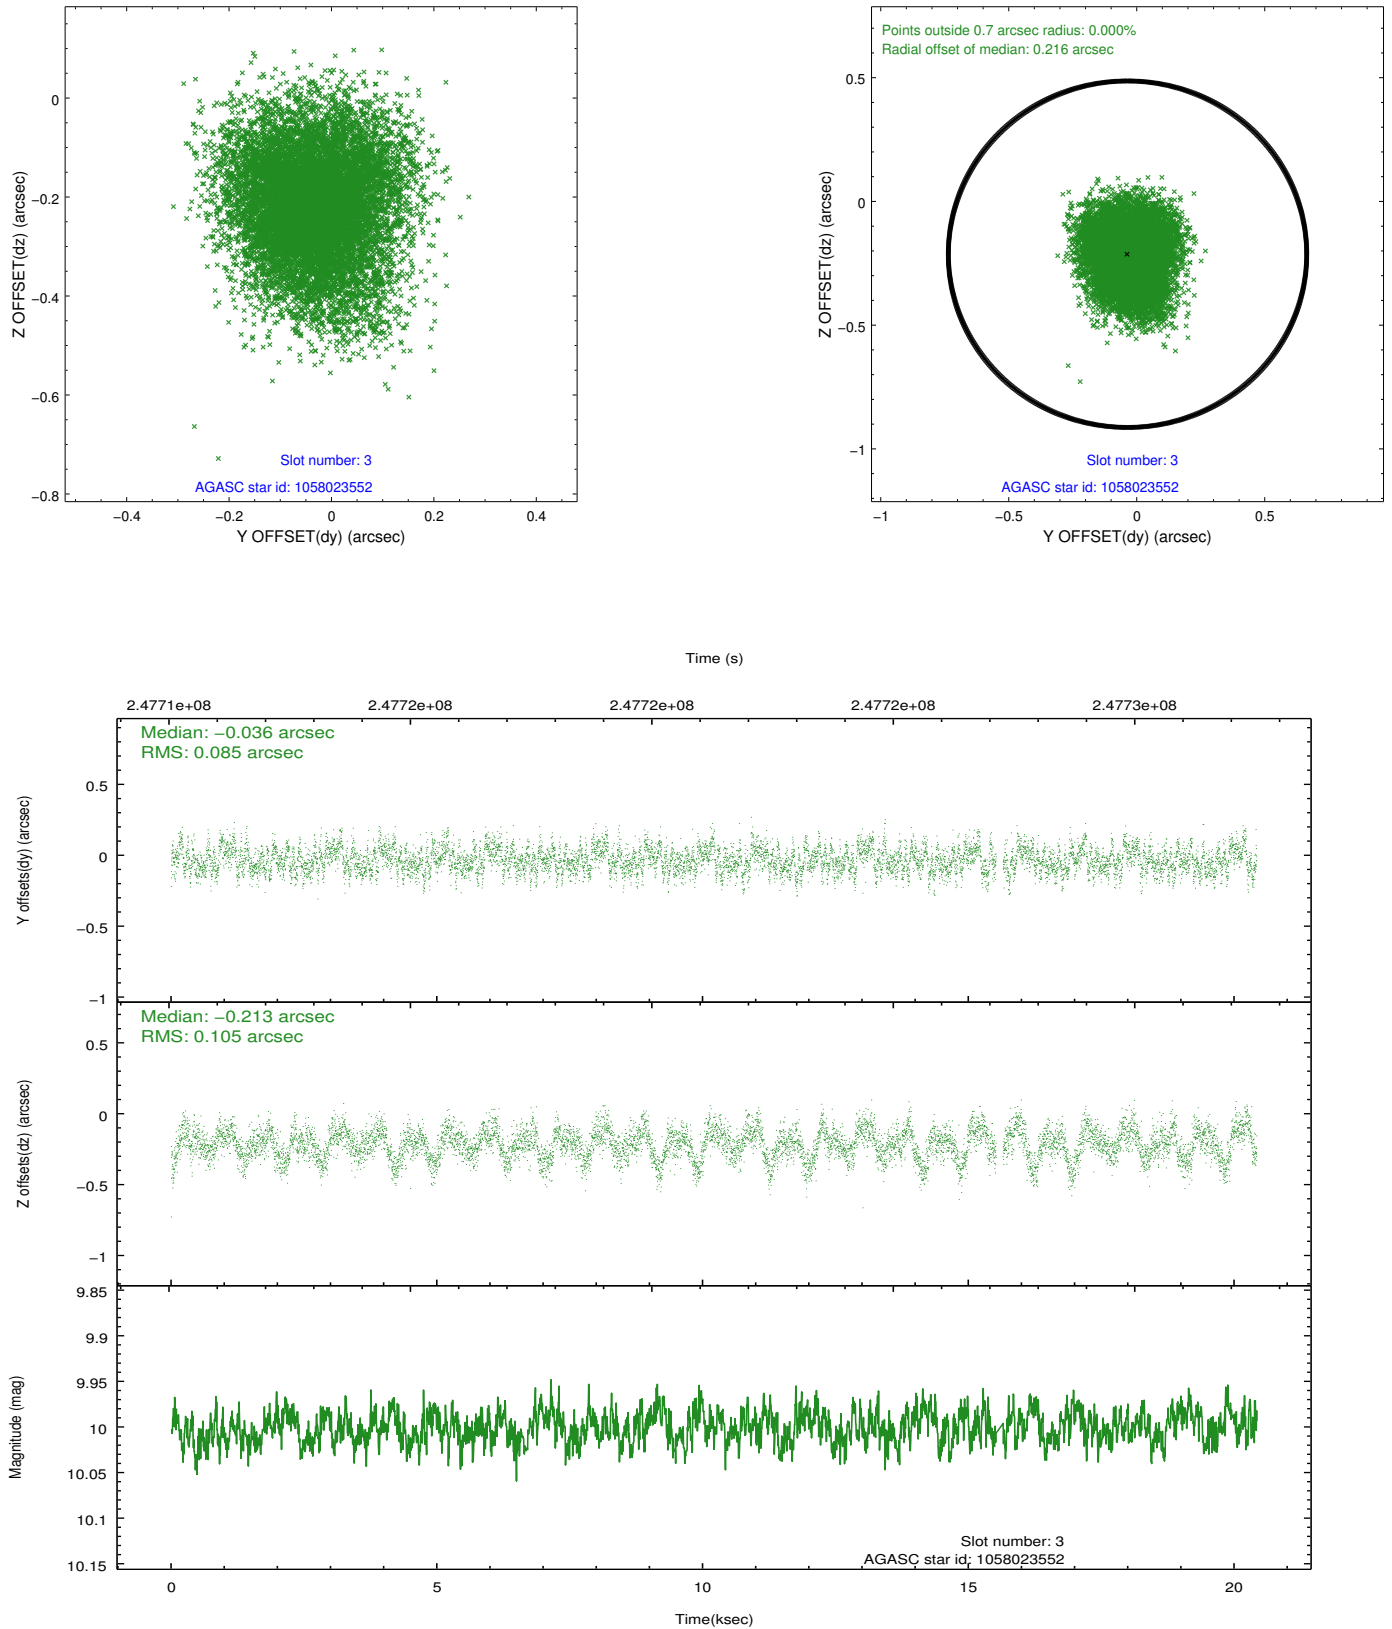 0
−0.2
−0.4
−0.6
−0.8
Z OFFSET(dz) (arcsec)
Slot number: 3
AGASC star id: 1058023552
−0.4 −0.2 0 0.2 0.4
Y OFFSET(dy) (arcsec)
Points outside 0.7 arcsec radius: 0.000%
Radial offset of median: 0.216 arcsec
0.5
0
−0.5
−1
Z OFFSET(dz) (arcsec)
Slot number: 3
AGASC star id: 1058023552
−1 −0.5 0 0.5
Y OFFSET(dy) (arcsec)
Time (s)
2.4771e+08 2.4772e+08 2.4772e+08 2.4772e+08 2.4773e+08
Median: −0.036 arcsec
RMS: 0.085 arcsec
0.5
0
−0.5
−1
Y offsets(dy) (arcsec)
Median: −0.213 arcsec
RMS: 0.105 arcsec
0.5
0
−0.5
−1
Z offsets(dz) (arcsec)
9.85
9.9
9.95
10
10.05
10.1
10.15
Magnitude (mag)
Slot number: 3
AGASC star id: 1058023552
0 5 10 15 20
Time(ksec)